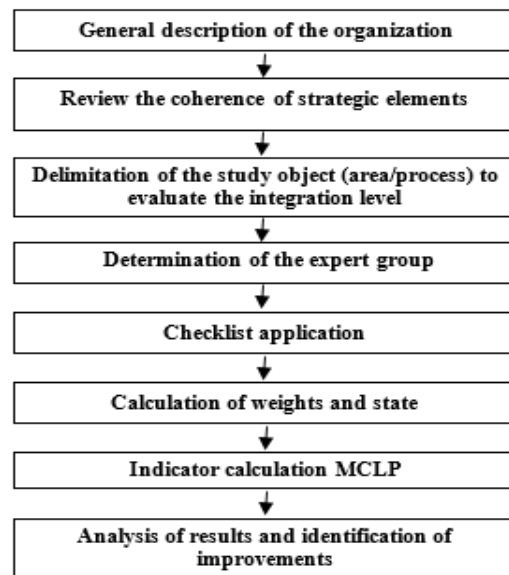 General description of the organization
Review the coherence of strategic elements
Delimitation of the study object (area/process) to
evaluate the integration level
Determination of the expert group
Checklist application
Calculation of weights and state
Indicator calculation MCLP
Analysis of results and identification of
improvements